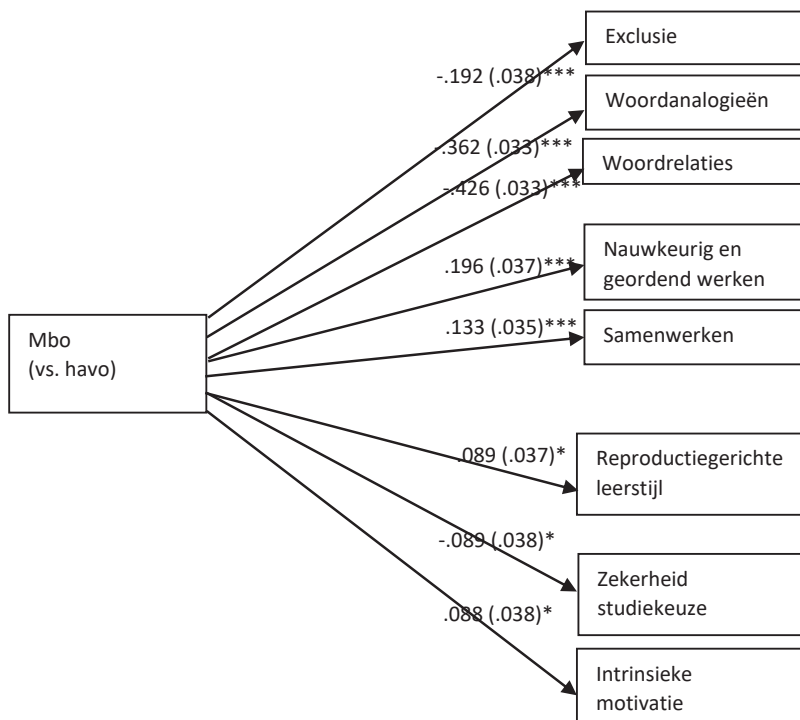 Exclusie
-.192 (.038)***
Woordanalogieën
-.362 (.033)***
Woordrelaties
-.426 (.033)***
Nauwkeurig en
geordend werken
.196 (.037)***
Mbo
(vs. havo)
.133 (.035)***
Samenwerken
.089 (.037)*
Reproductiegerichte
leerstijl
-.089 (.038)*
Zekerheid
studiekeuze
.088 (.038)*
Intrinsieke
motivatie